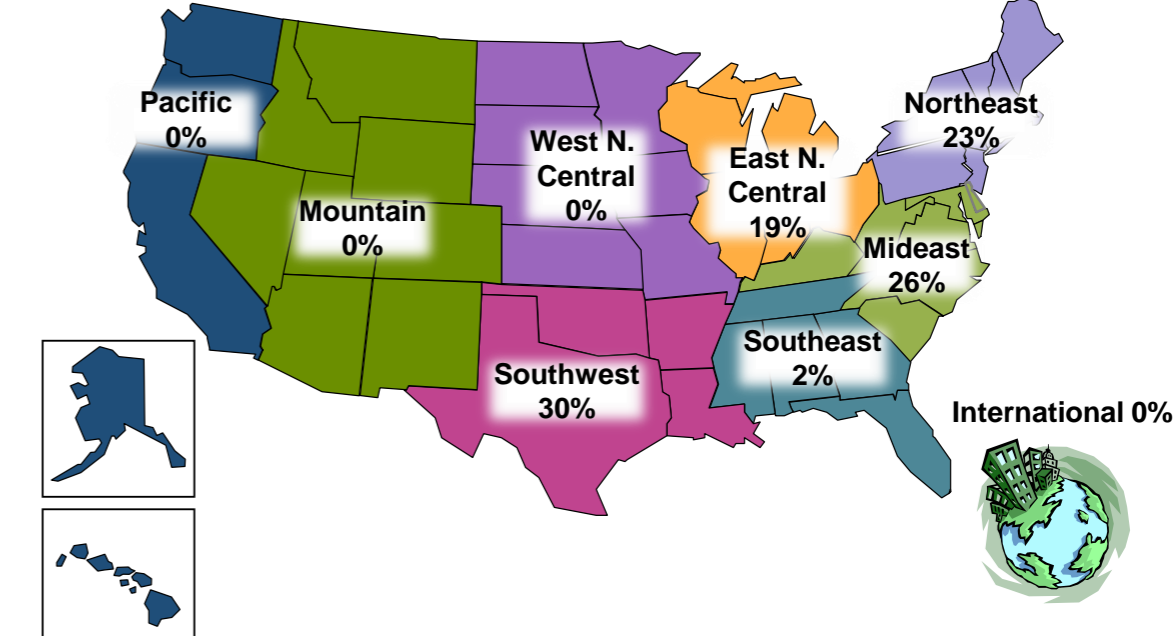 Pacific
0%
Mountain
0%
West N.
Central
0%
East N.
Central
19%
Northeast
23%
Mideast
26%
Southeast
2%
Southwest
30%
International 0%